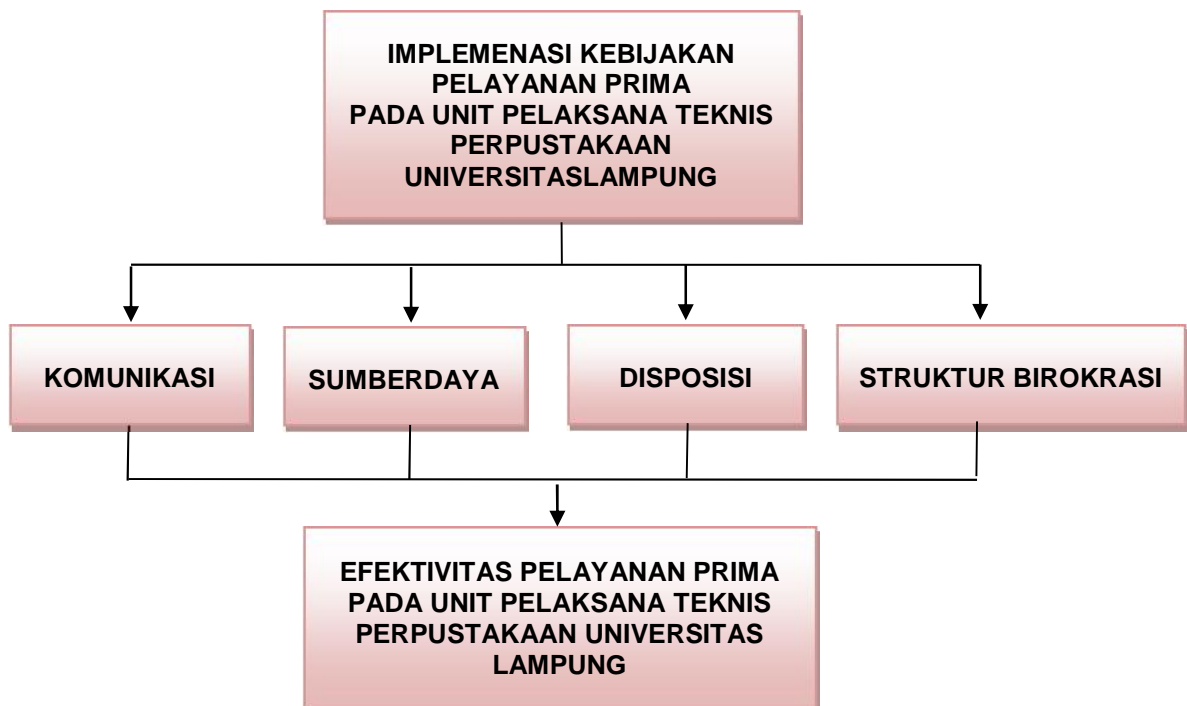 IMPLEMENASI KEBIJAKAN
PELAYANAN PRIMA
PADA UNIT PELAKSANA TEKNIS
PERPUSTAKAAN
UNIVERSITASLAMPUNG
KOMUNIKASI
SUMBERDAYA
DISPOSISI
STRUKTUR BIROKRASI
EFEKTIVITAS PELAYANAN PRIMA
PADA UNIT PELAKSANA TEKNIS
PERPUSTAKAAN UNIVERSITAS
LAMPUNG